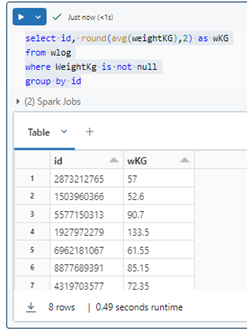 Just now (<1s)
select id, round(avg(weightKG),2) as wKG
from wlog
where WeightKg is not null
group by id
(2) Spark Jobs
Table
id wKG
1 2873212765 57
2 1503960366 52.6
3 5577150313 90.7
4 1927972279 133.5
5 6962181067 61.55
6 8877689391 85.15
7 4319703577 72.35
8 rows | 0.49 seconds runtime